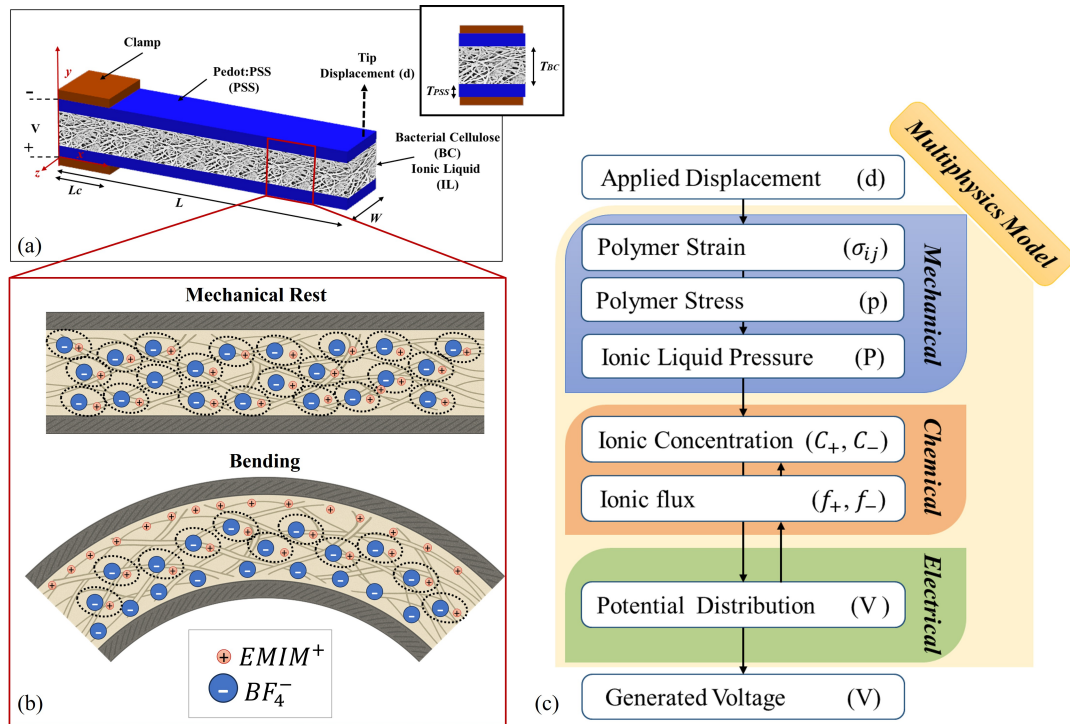 (a)
Clamp
Pedot:PSS
(PSS)
Tip
Displacement (d)
T_BC
T_PSS
y
-
V
+
x
z
Lc
L
W
Bacterial Cellulose
(BC)
Ionic Liquid
(IL)
Mechanical Rest
Bending
+ EMIM⁺
- BF₄⁻
(b)
Multiphysics Model
Applied Displacement (d)
Mechanical
Polymer Strain (σ_ij)
Polymer Stress (p)
Ionic Liquid Pressure (P)
Chemical
Ionic Concentration (C₊, C₋)
Ionic flux (f₊, f₋)
Electrical
Potential Distribution (V)
Generated Voltage (V)
(c)